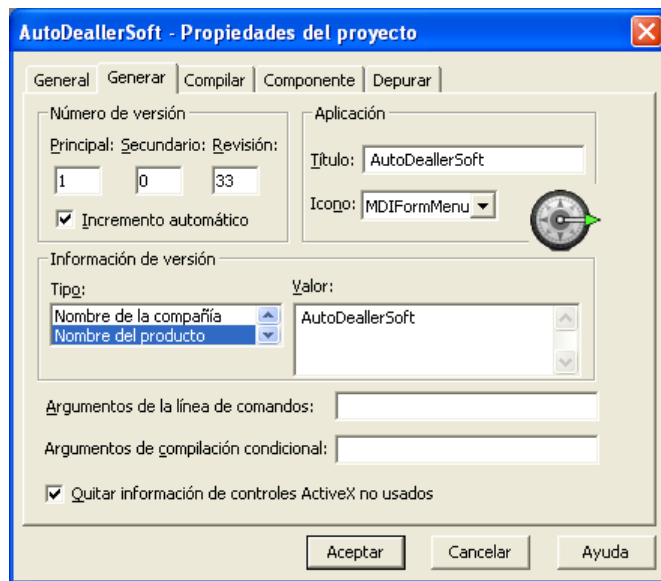 AutoDeallerSoft - Propiedades del proyecto
General Generar Compilar Componente Depurar
Número de versión
Principal: Secundario: Revisión:
1 0 33
Incremento automático
Aplicación
Título: AutoDeallerSoft
Icono: MDIFormMenu
Información de versión
Tipo:
Nombre de la compañía
Nombre del producto
Valor:
AutoDeallerSoft
Argumentos de la línea de comandos:
Argumentos de compilación condicional:
Quitar información de controles ActiveX no usados
Aceptar Cancelar Ayuda